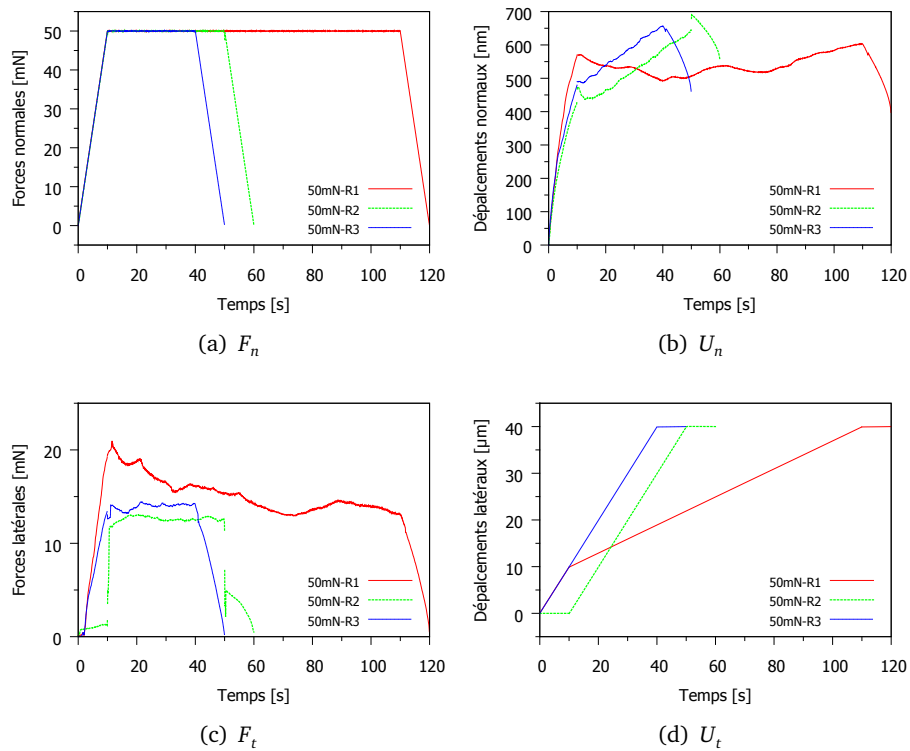 Forces normales [mN]
50
40
30
20
10
0
50mN-R1
50mN-R2
50mN-R3
0 20 40 60 80 100 120
Temps [s]
(a) Fn
Dépalcements normaux [nm]
700
600
500
400
300
200
100
0
50mN-R1
50mN-R2
50mN-R3
0 20 40 60 80 100 120
Temps [s]
(b) Un
Forces latérales [mN]
20
10
0
50mN-R1
50mN-R2
50mN-R3
0 20 40 60 80 100 120
Temps [s]
(c) Ft
Dépalcements latéraux [µm]
40
30
20
10
0
50mN-R1
50mN-R2
50mN-R3
0 20 40 60 80 100 120
Temps [s]
(d) Ut